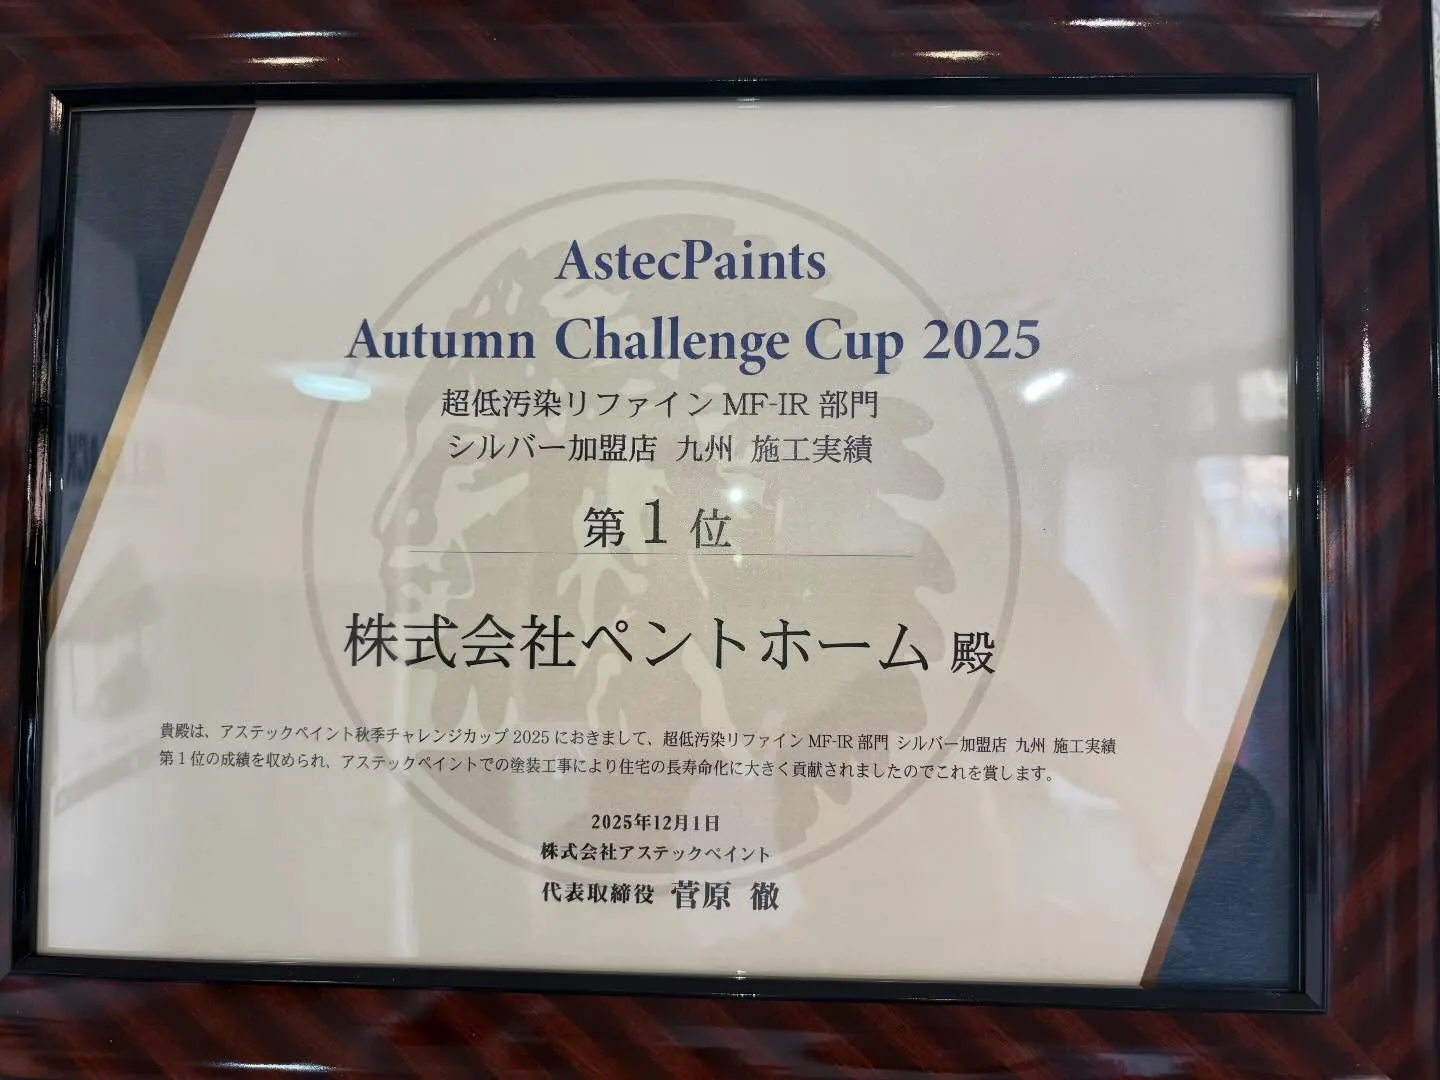 AstecPaints
Autumn Challenge Cup 2025
超低汚染リファイン MF-IR 部門
シルバー加盟店 九州 施工実績
第1位
株式会社ペントホーム 殿
貴殿は、アステックペイント秋季チャレンジカップ 2025 におきまして、超低汚染リファイン MF-IR 部門 シルバー加盟店 九州 施工実績
第1位の成績を収められ、アステックペイントでの塗装工事により住宅の長寿命化に大きく貢献されましたのでこれを賞します。
2025年12月1日
株式会社アステックペイント
代表取締役 菅原 徹